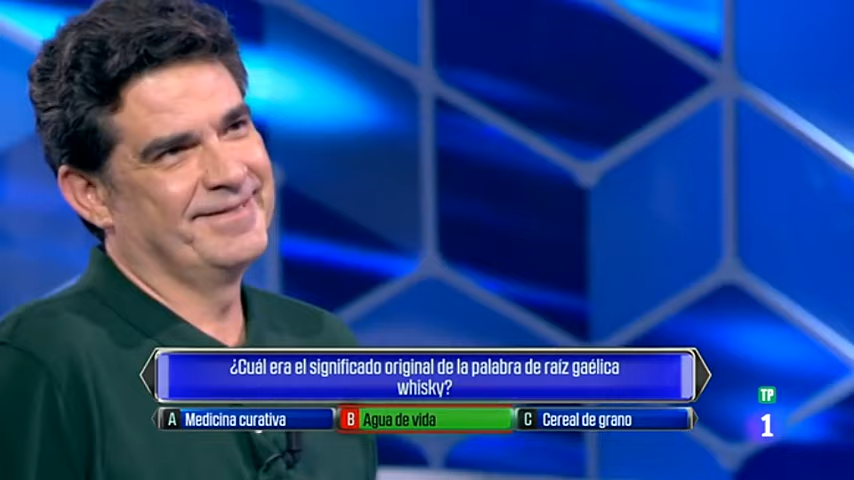 ¿Cuál era el significado original de la palabra de raíz gaélica
whisky?
A Medicina curativa
B Agua de vida
C Cereal de grano
TP
1